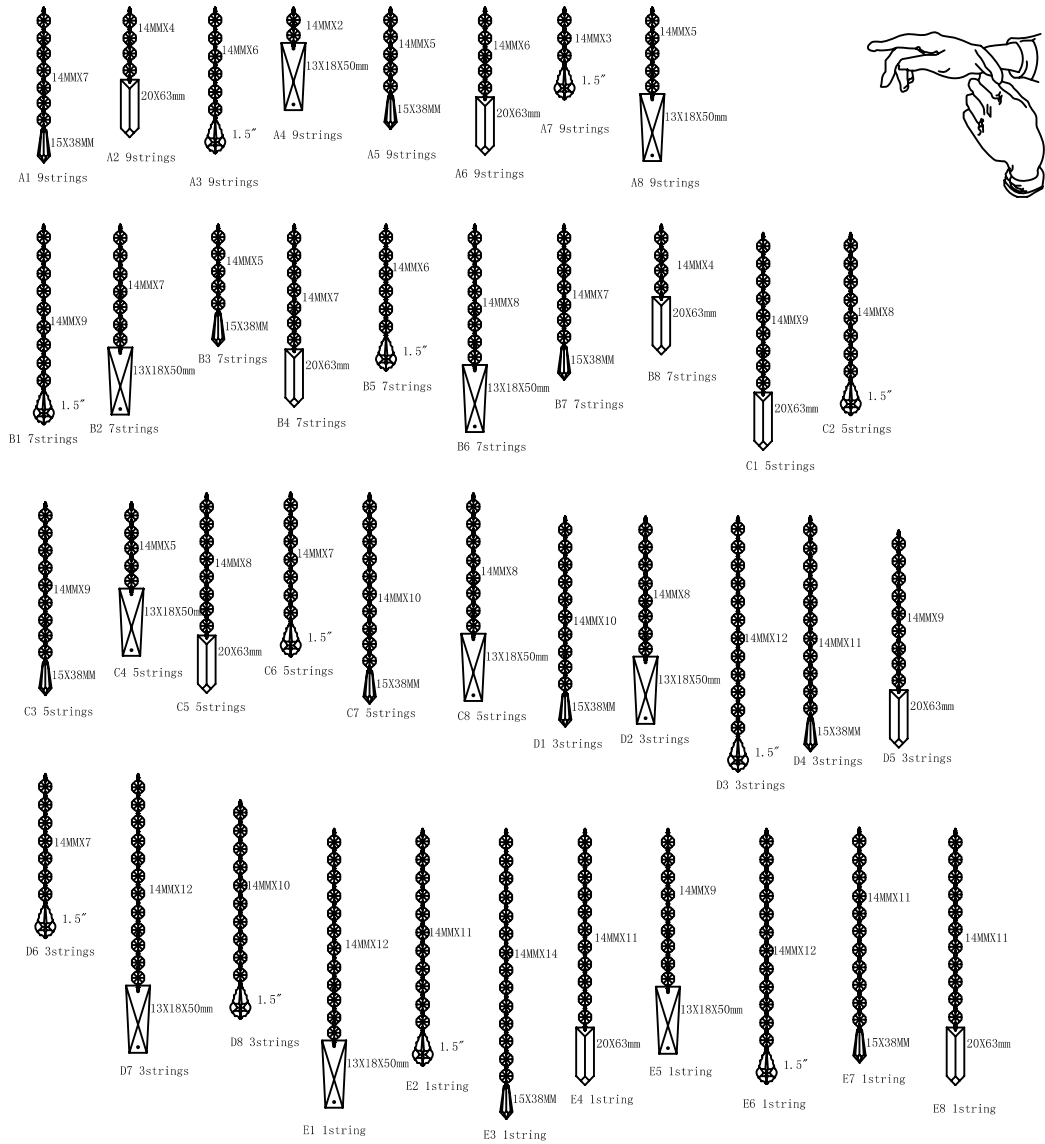 14MMX7
15X38MM
A1 9strings
14MMX4
20X63mm
A2 9strings
14MMX6
1.5″
A3 9strings
14MMX2
13X18X50mm
A4 9strings
14MMX5
15X38MM
A5 9strings
14MMX6
20X63mm
A6 9strings
14MMX3
1.5″
A7 9strings
14MMX5
13X18X50mm
A8 9strings
14MMX9
1.5″
B1 7strings
14MMX7
13X18X50mm
B2 7strings
14MMX5
15X38MM
B3 7strings
14MMX7
20X63mm
B4 7strings
14MMX6
1.5″
B5 7strings
14MMX8
13X18X50mm
B6 7strings
14MMX7
15X38MM
B7 7strings
14MMX4
20X63mm
B8 7strings
14MMX9
20X63mm
C1 5strings
14MMX8
1.5″
C2 5strings
14MMX9
15X38MM
C3 5strings
14MMX5
13X18X50mm
C4 5strings
14MMX8
20X63mm
C5 5strings
14MMX7
1.5″
C6 5strings
14MMX10
15X38MM
C7 5strings
14MMX8
13X18X50mm
C8 5strings
14MMX10
15X38MM
D1 3strings
14MMX8
13X18X50mm
D2 3strings
14MMX12
1.5″
D3 3strings
14MMX11
15X38MM
D4 3strings
14MMX9
20X63mm
D5 3strings
14MMX7
1.5″
D6 3strings
14MMX12
13X18X50mm
D7 3strings
14MMX10
1.5″
D8 3strings
14MMX12
13X18X50mm
E1 1string
14MMX11
1.5″
E2 1string
14MMX14
15X38MM
E3 1string
14MMX11
20X63mm
E4 1string
14MMX9
13X18X50mm
E5 1string
14MMX12
1.5″
E6 1string
14MMX11
15X38MM
E7 1string
14MMX11
20X63mm
E8 1string